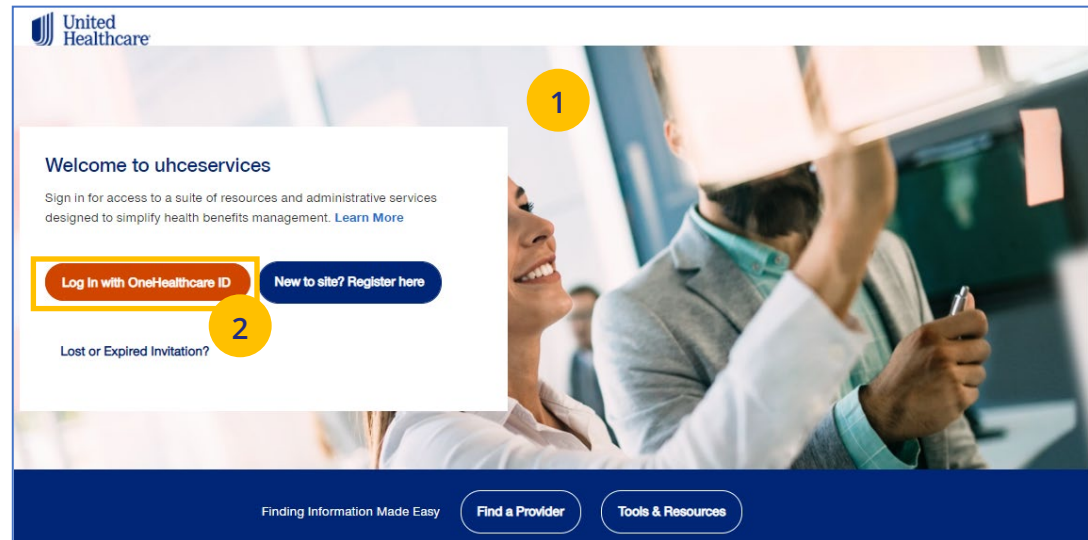 United
Healthcare
1
Welcome to uhceservices
Sign in for access to a suite of resources and administrative services
designed to simplify health benefits management. Learn More
Log In with OneHealthcare ID
New to site? Register here
2
Lost or Expired Invitation?
Finding Information Made Easy
Find a Provider
Tools & Resources